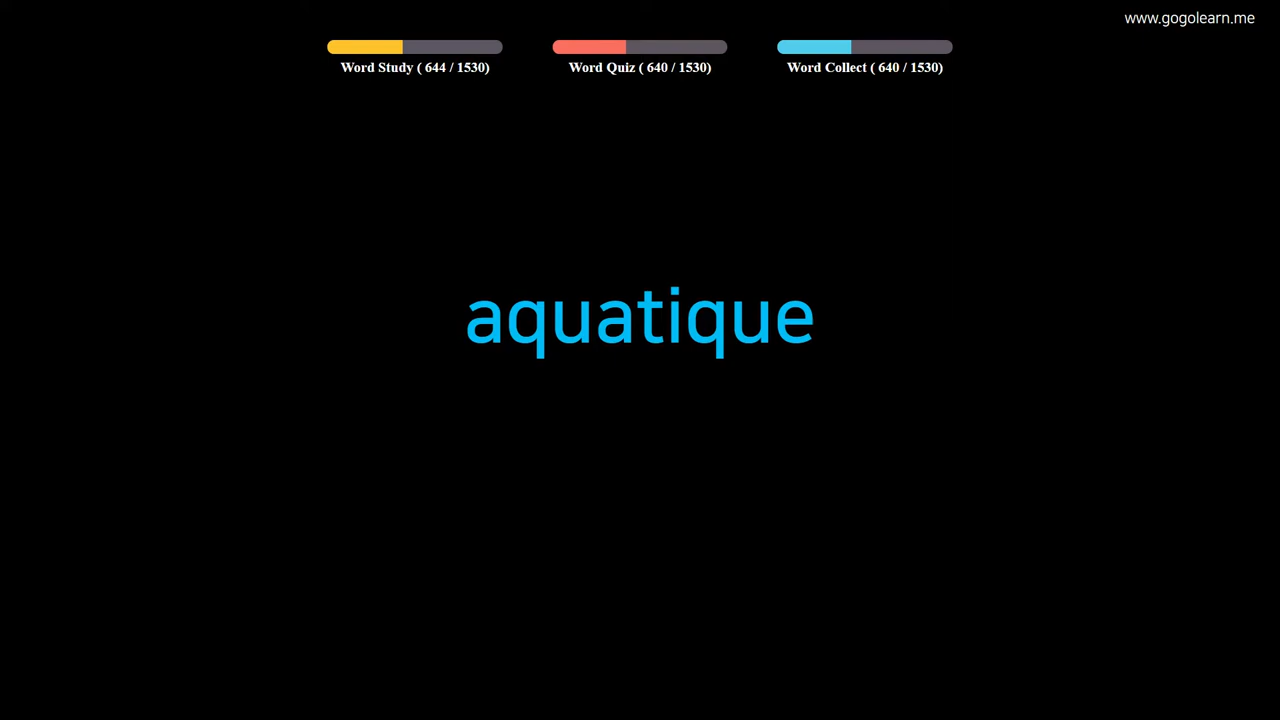 www.gogolearn.me
Word Study ( 644 / 1530)
Word Quiz ( 640 / 1530)
Word Collect ( 640 / 1530)
aquatique